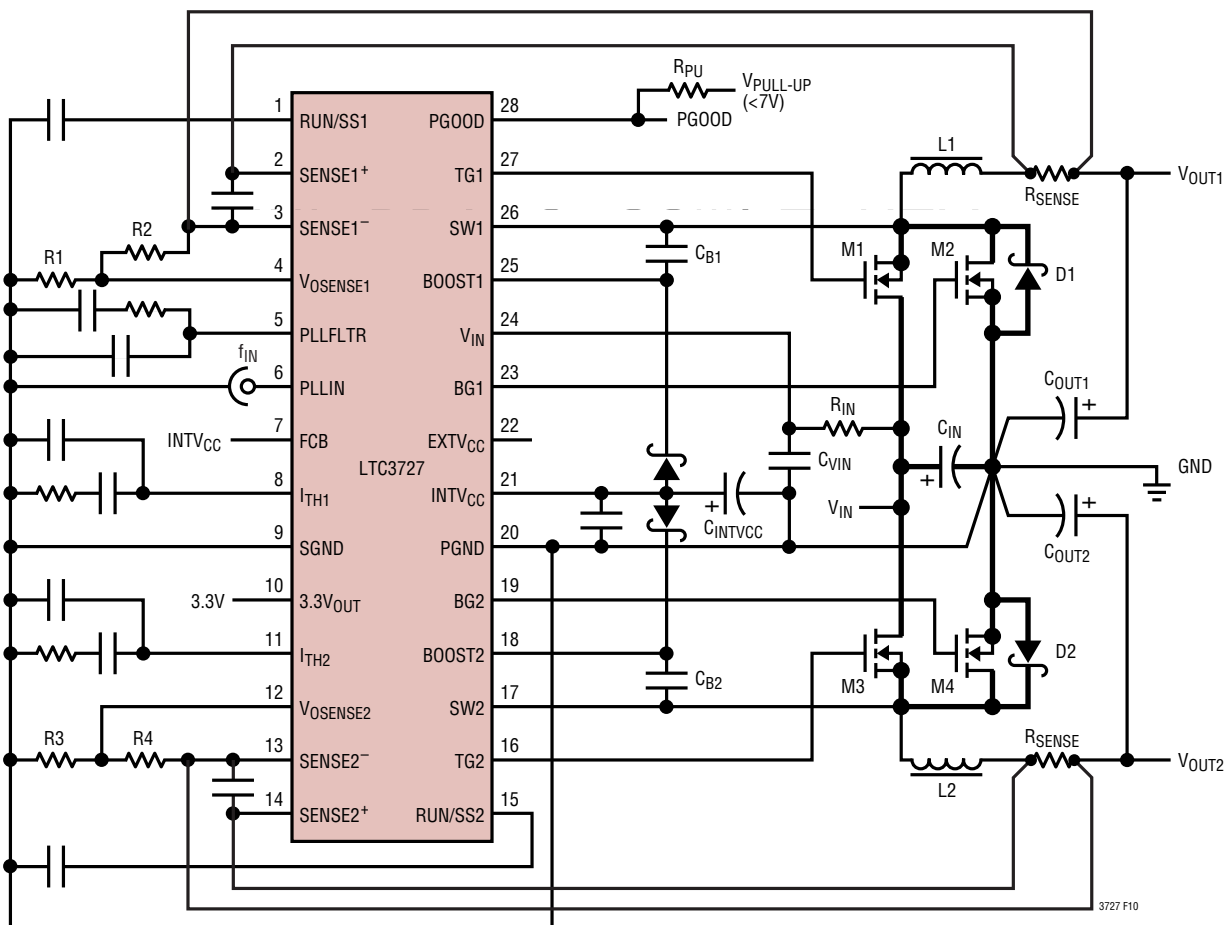 RPU
VPULL-UP
(<7V)
PGOOD
1
RUN/SS1
PGOOD
28
2
SENSE1+
TG1
27
3
SENSE1–
SW1
26
4
VOSENSE1
BOOST1
25
5
PLLFLTR
VIN
24
6
PLLIN
BG1
23
7
FCB
EXTVCC
22
LTC3727
8
ITH1
INTVCC
21
9
SGND
PGND
20
10
3.3VOUT
BG2
19
11
ITH2
BOOST2
18
12
VOSENSE2
SW2
17
13
SENSE2–
TG2
16
14
SENSE2+
RUN/SS2
15
R2
R1
fIN
INTVCC
3.3V
R3
R4
L1
RSENSE
VOUT1
CB1
M1
M2
D1
COUT1
+
RIN
CIN
+
CVIN
GND
+
CINTVCC
VIN
+
COUT2
CB2
M3
M4
D2
RSENSE
VOUT2
L2
3727 F10